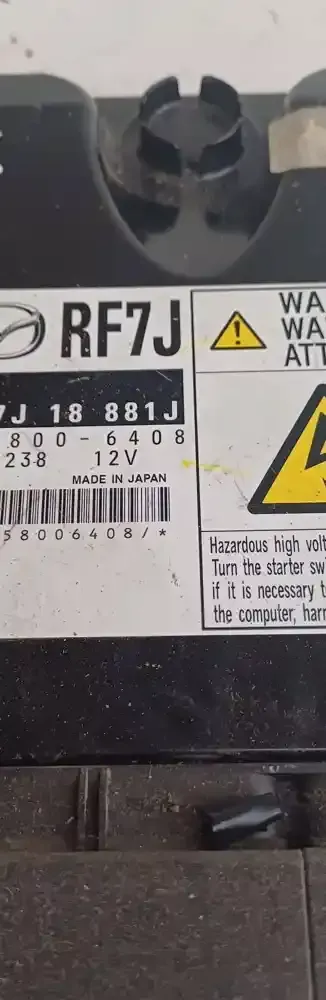 RF7J
7J 18 881J
800-6408
238 12V
MADE IN JAPAN
58006408/*
WA
WA
ATT
Hazardous high volt
Turn the starter sw
if it is necessary t
the computer, harn